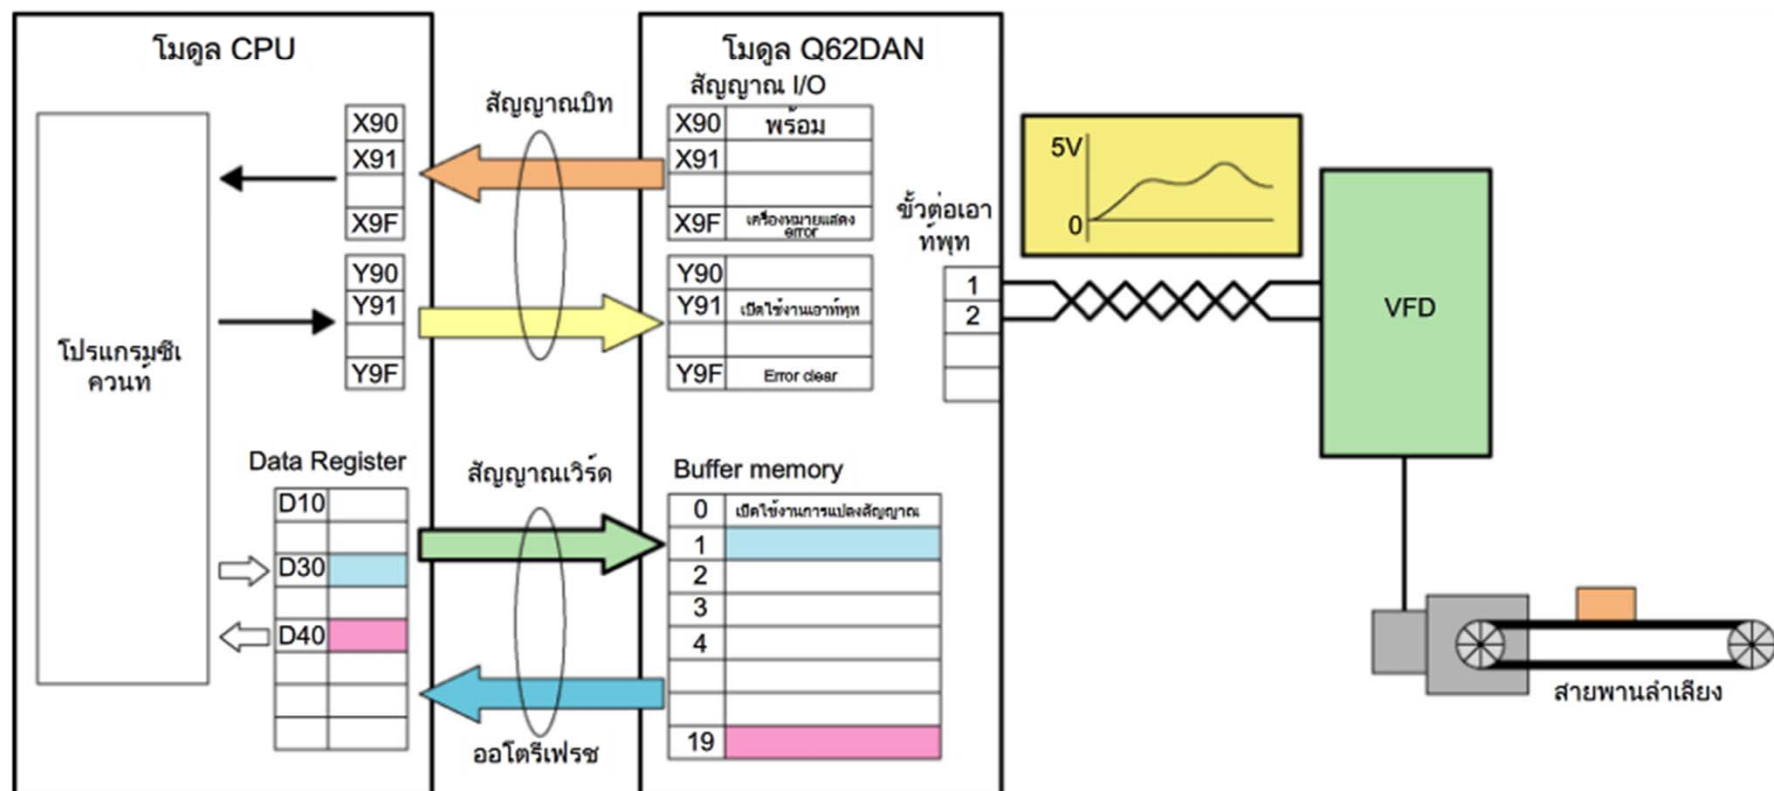 โมดูล CPU
โปรแกรมซีเ
ควนท์
X90
X91
X9F
Y90
Y91
Y9F
Data Register
D10
D30
D40
สัญญาณบิท
สัญญาณเวิร์ด
ออโตรีเฟรช
โมดูล Q62DAN
สัญญาณ I/O
X90 พร้อม
X91
X9F เครื่องหมายแสดง
error
Y90
Y91 เปิดใช้งานเอาท์พุท
Y9F Error clear
ขั้วต่อเอา
ท์พุท
1
2
Buffer memory
0 เปิดใช้งานการแปลงสัญญาณ
1
2
3
4
19
5V
0
VFD
สายพานลำเลียง